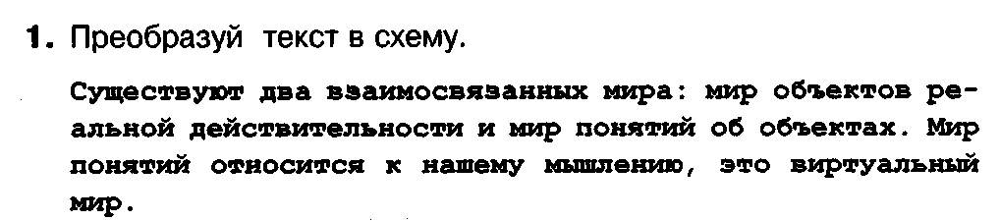 1. Преобразуй текст в схему.
Существуют два взаимосвязанных мира: мир объектов ре-
альной действительности и мир понятий об объектах. Мир
понятий относится к нашему мышлению, это виртуальный
мир.